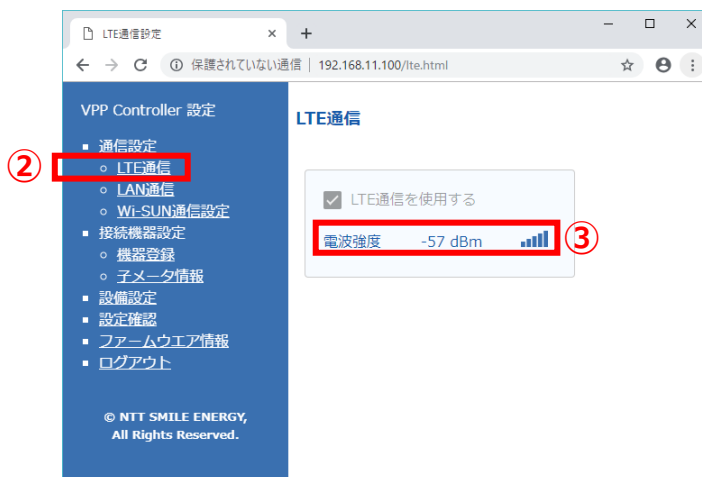 LTE通信設定
保護されていない通信 | 192.168.11.100/lte.html
VPP Controller 設定
通信設定
② LTE通信
LAN通信
Wi-SUN通信設定
接続機器設定
機器登録
子メータ情報
設備設定
設定確認
ファームウエア情報
ログアウト
© NTT SMILE ENERGY,
All Rights Reserved.
LTE通信
LTE通信を使用する
電波強度 -57 dBm ③